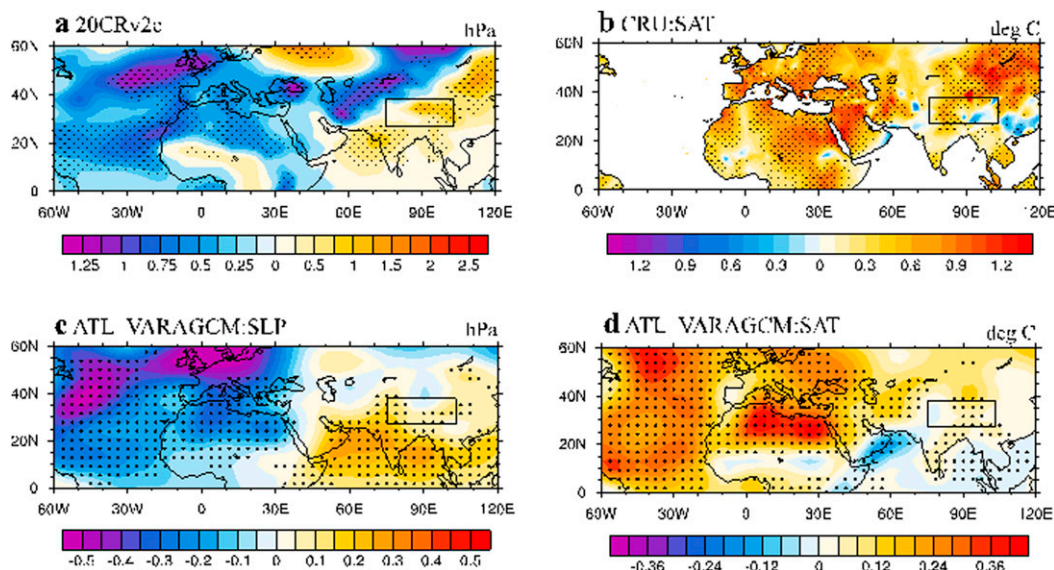 a 20CRv2c hPa
60N
40N
20N
0
60W 30W 0 30E 60E 90E 120E
1.25 1 0.75 0.5 0.25 0 0.5 1 1.5 2 2.5
b CRU:SAT deg C
60N
40N
20N
0
60W 30W 0 30E 60E 90E 120E
1.2 0.9 0.6 0.3 0 0.3 0.6 0.9 1.2
c ATL VARAGCM:SLP hPa
60N
40N
20N
0
60W 30W 0 30E 60E 90E 120E
-0.5 -0.4 -0.3 -0.2 -0.1 0 0.1 0.2 0.3 0.4 0.5
d ATL VARAGCM:SAT deg C
60N
40N
20N
0
60W 30W 0 30E 60E 90E 120E
-0.36 -0.24 -0.12 0 0.12 0.24 0.36